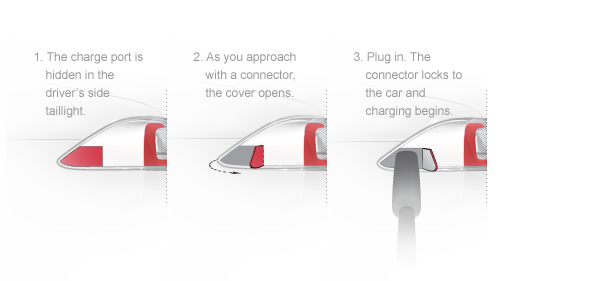 1. The charge port is
hidden in the
driver's side
taillight.
2. As you approach
with a connector,
the cover opens.
3. Plug in. The
connector locks to
the car and
charging begins.